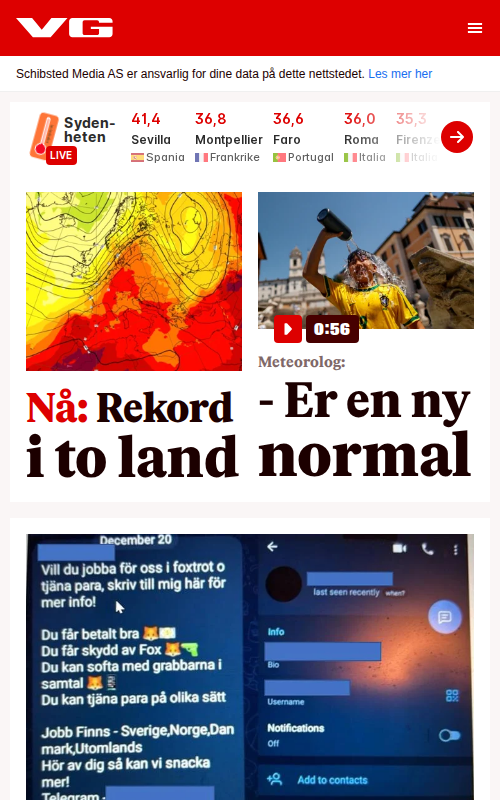 VG
Schibsted Media AS er ansvarlig for dine data på dette nettstedet. Les mer her
Syden-
heten
LIVE
41,4
Sevilla
Spania
36,8
Montpellier
Frankrike
36,6
Faro
Portugal
36,0
Roma
Italia
35,3
Firenz
Italia
0:56
Nå: Rekord
i to land
Meteorolog:
- Er en ny
normal
December 20
Vill du jobba för oss i foxtrot o
tjäna para, skriv till mig här för
mer info!
Du får betalt bra 🦊💵
Du får skydd av Fox 🦊🔫
Du kan softa med grabbarna i
samtal 🦊
Du kan tjäna para på olika sätt
Jobb Finns - Sverige,Norge,Dan
mark,Utomlands
Hör av dig så kan vi snacka
mer!
Telegram -
last seen recently when?
Info
Bio
Username
Notifications
Off
Add to contacts